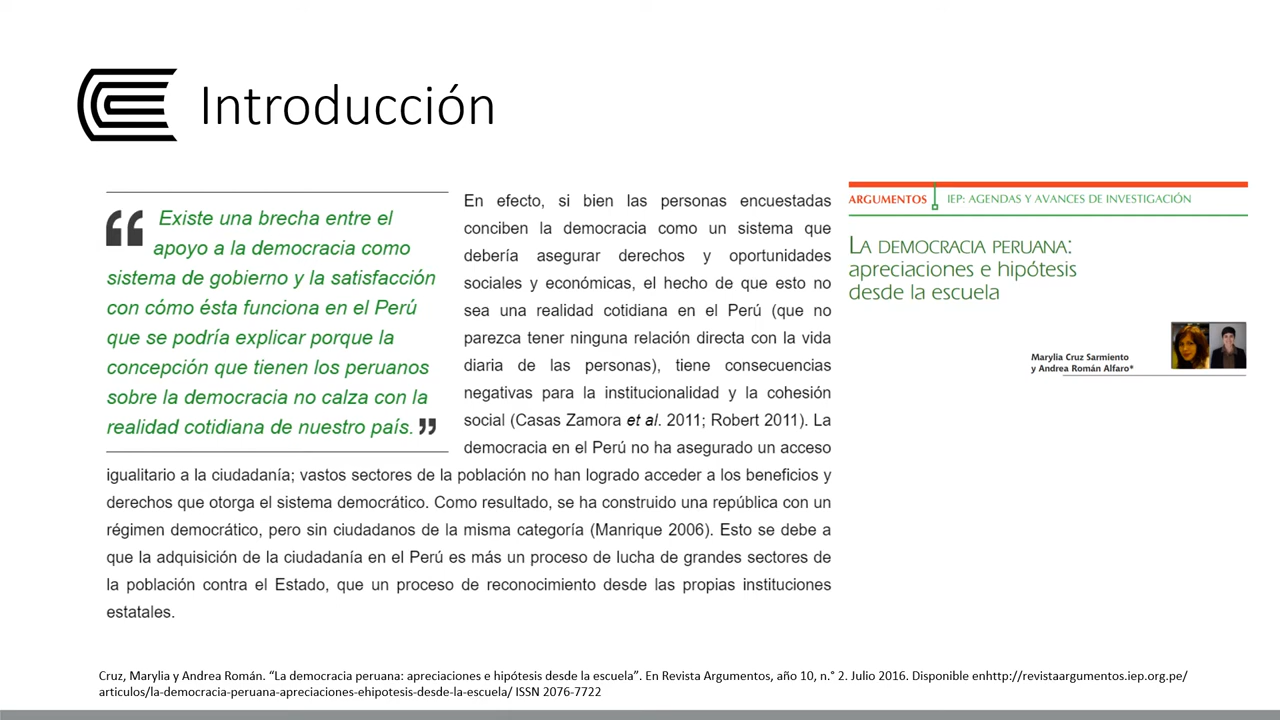 Introducción
“ Existe una brecha entre el
apoyo a la democracia como
sistema de gobierno y la satisfacción
con cómo ésta funciona en el Perú
que se podría explicar porque la
concepción que tienen los peruanos
sobre la democracia no calza con la
realidad cotidiana de nuestro país. ”
En efecto, si bien las personas encuestadas
conciben la democracia como un sistema que
debería asegurar derechos y oportunidades
sociales y económicas, el hecho de que esto no
sea una realidad cotidiana en el Perú (que no
parezca tener ninguna relación directa con la vida
diaria de las personas), tiene consecuencias
negativas para la institucionalidad y la cohesión
social (Casas Zamora et al. 2011; Robert 2011). La
democracia en el Perú no ha asegurado un acceso
igualitario a la ciudadanía; vastos sectores de la población no han logrado acceder a los beneficios y
derechos que otorga el sistema democrático. Como resultado, se ha construido una república con un
régimen democrático, pero sin ciudadanos de la misma categoría (Manrique 2006). Esto se debe a
que la adquisición de la ciudadanía en el Perú es más un proceso de lucha de grandes sectores de
la población contra el Estado, que un proceso de reconocimiento desde las propias instituciones
estatales.
ARGUMENTOS IEP: AGENDAS Y AVANCES DE INVESTIGACIÓN
LA DEMOCRACIA PERUANA:
apreciaciones e hipótesis
desde la escuela
Marylia Cruz Sarmiento
y Andrea Román Alfaro*
Cruz, Marylia y Andrea Román. “La democracia peruana: apreciaciones e hipótesis desde la escuela”. En Revista Argumentos, año 10, n.° 2. Julio 2016. Disponible enhttp://revistaargumentos.iep.org.pe/
articulos/la-democracia-peruana-apreciaciones-ehipotesis-desde-la-escuela/ ISSN 2076-7722